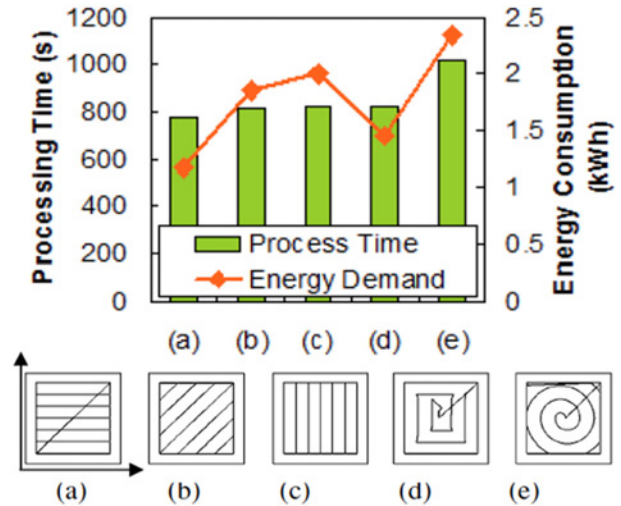 Processing Time (s)
1200
1000
800
600
400
200
0
Process Time
Energy Demand
2.5
2
1.5
1
0.5
0
Energy Consumption
(kWh)
(a) (b) (c) (d) (e)
(a) (b) (c) (d) (e)